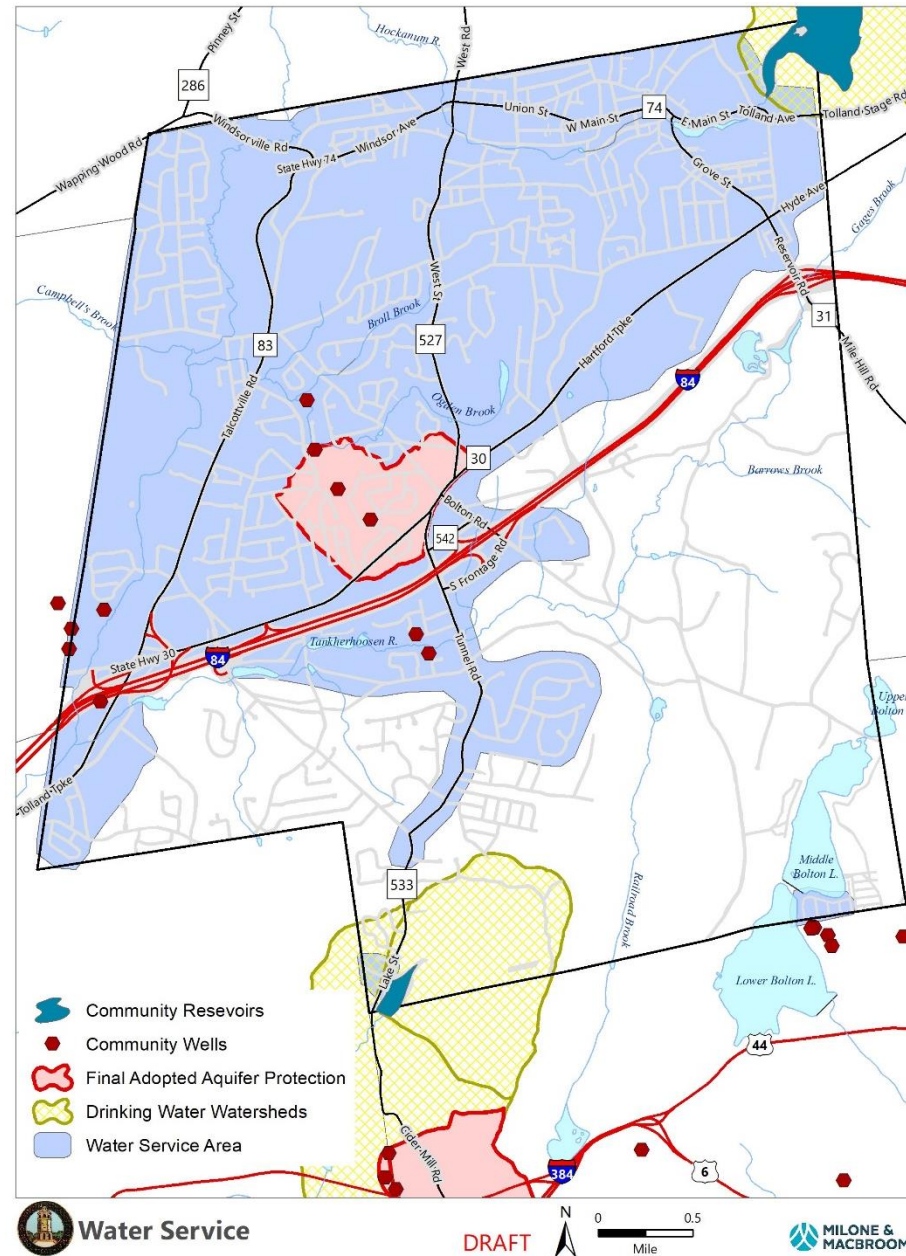 Hockanum R.
Pinney St
West Rd
286
Union St
W Main St
74
E Main St
Tolland Ave
Tolland Stage Rd
Windsorville Rd
Windsor Ave
State Hwy 74
Wapping Wood Rd
Grove St
Hyde Ave
Gages Brook
Reservoir Rd
Campbell's Brook
West St
Broll Brook
31
83
527
Hartford Tpke
Mile Hill Rd
84
Talcottville Rd
Ogden Brook
30
Barrows Brook
Bolton Rd
542
S Frontage Rd
Tankherhoosen R.
State Hwy 30
84
Tunnel Rd
Upper
Bolton
Tolland Tpke
Middle
Bolton L.
533
Railroad Brook
Lake St
Lower Bolton L.
Community Resevoirs
Community Wells
44
Final Adopted Aquifer Protection
Drinking Water Watersheds
Water Service Area
Cider Mill Rd
384
6
Water Service
DRAFT
N
0 0.5
Mile
MILONE &
MACBROOM